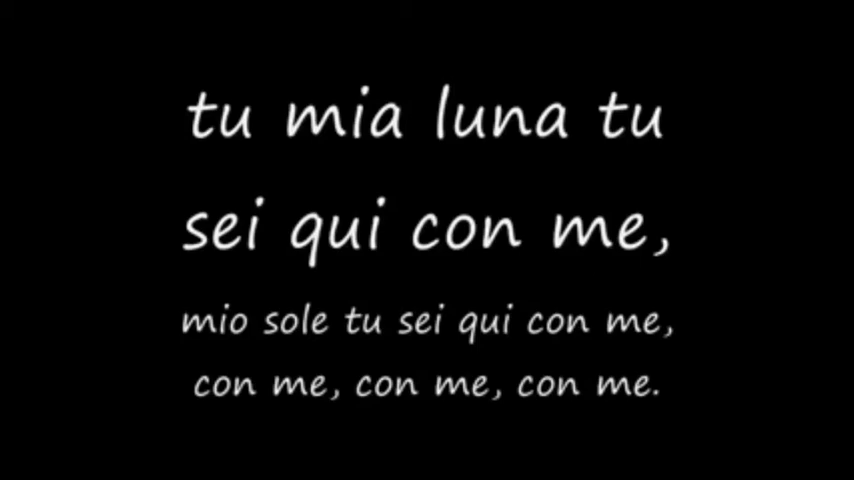 tu mia luna tu
sei qui con me,
mio sole tu sei qui con me,
con me, con me, con me.